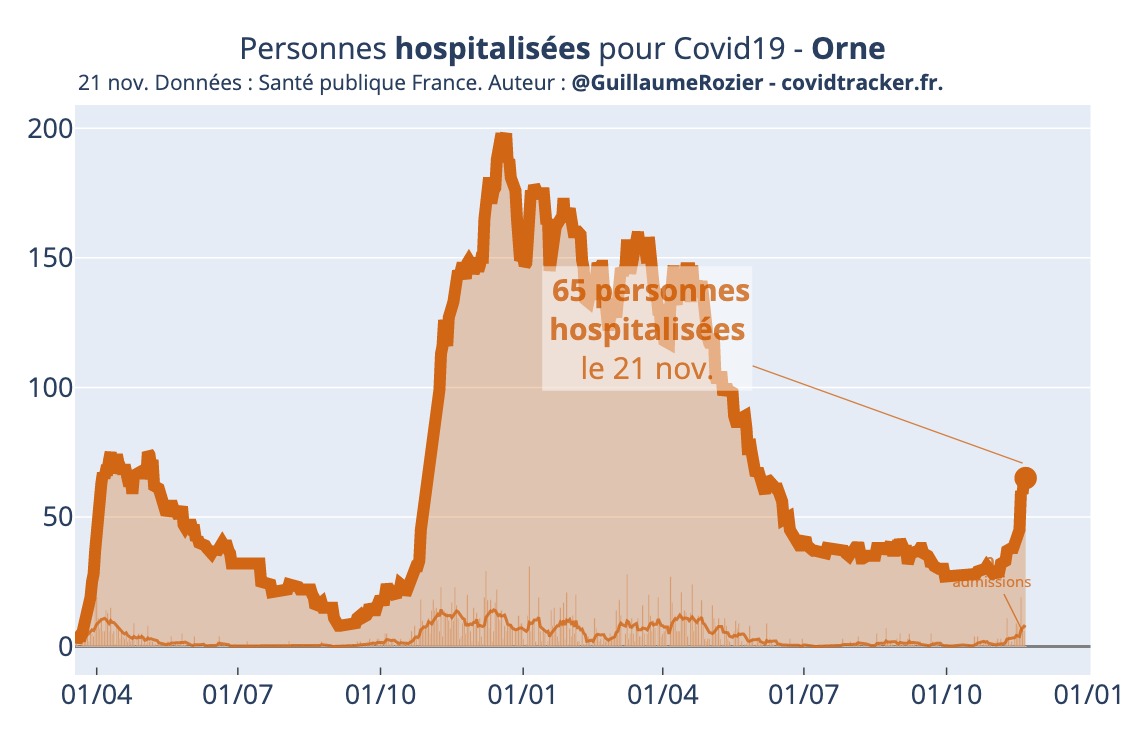 Personnes hospitalisées pour Covid19 - Orne
21 nov. Données : Santé publique France. Auteur : @GuillaumeRozier - covidtracker.fr.
200
150
100
50
0
65 personnes
hospitalisées
le 21 nov.
admissions
01/04
01/07
01/10
01/01
01/04
01/07
01/10
01/01